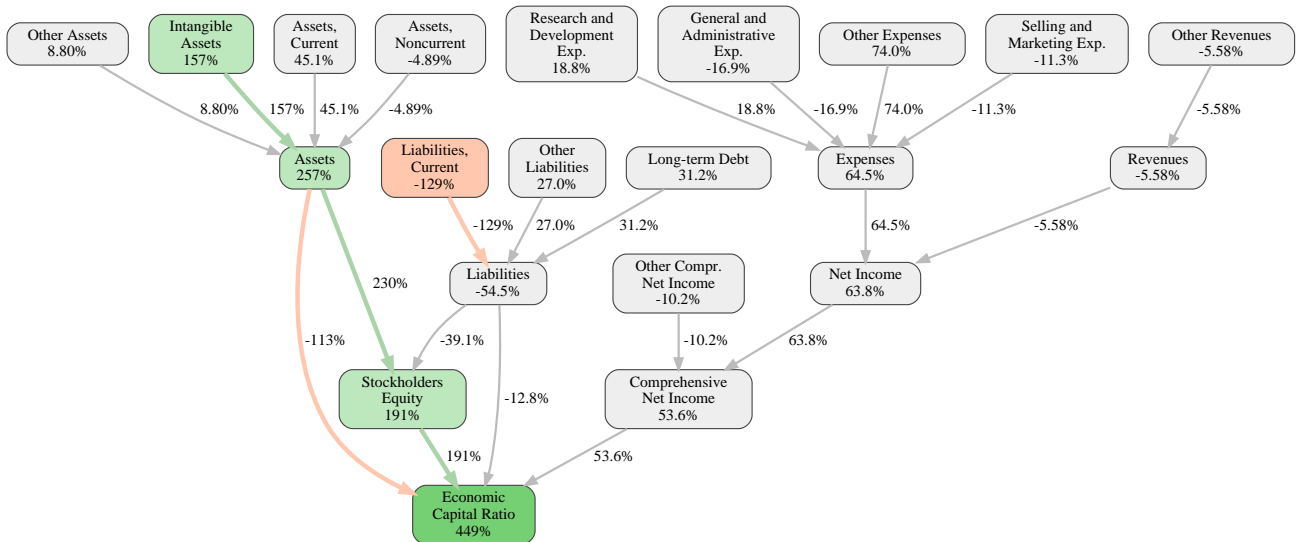 Other Assets
8.80%
Intangible
Assets
157%
Assets,
Current
45.1%
Assets,
Noncurrent
-4.89%
Research and
Development
Exp.
18.8%
General and
Administrative
Exp.
-16.9%
Other Expenses
74.0%
Selling and
Marketing Exp.
-11.3%
Other Revenues
-5.58%
8.80%
157%
45.1%
-4.89%
18.8%
-16.9%
74.0%
-11.3%
-5.58%
Assets
257%
Liabilities,
Current
-129%
Other
Liabilities
27.0%
Long-term Debt
31.2%
Expenses
64.5%
Revenues
-5.58%
-129%
27.0%
31.2%
64.5%
-5.58%
230%
Liabilities
-54.5%
Other Compr.
Net Income
-10.2%
Net Income
63.8%
-113%
-39.1%
-10.2%
63.8%
Stockholders
Equity
191%
-12.8%
Comprehensive
Net Income
53.6%
191%
53.6%
Economic
Capital Ratio
449%